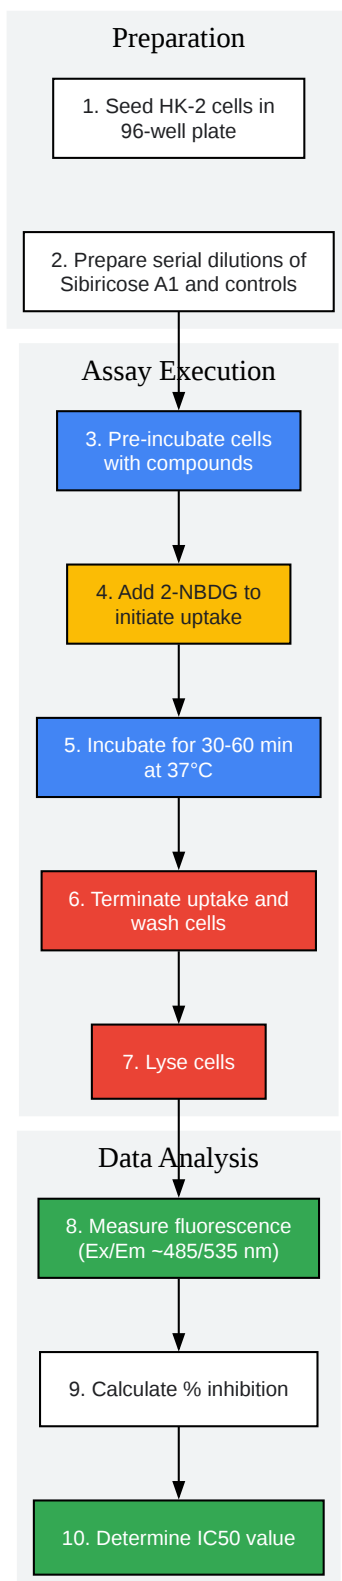 Preparation
1. Seed HK-2 cells in
96-well plate
2. Prepare serial dilutions of
Sibiricose A1 and controls
Assay Execution
3. Pre-incubate cells
with compounds
4. Add 2-NBDG to
initiate uptake
5. Incubate for 30-60 min
at 37°C
6. Terminate uptake and
wash cells
7. Lyse cells
Data Analysis
8. Measure fluorescence
(Ex/Em ~485/535 nm)
9. Calculate % inhibition
10. Determine IC50 value